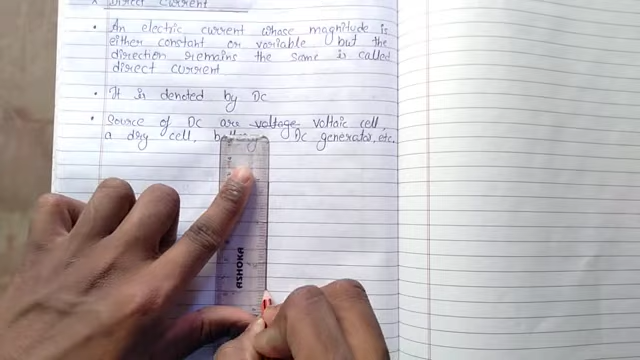 * Direct Current
• An electric current whose magnitude is
either constant or variable but the
direction remains the same is called
direct current
• It is denoted by Dc
• Source of DC are voltage voltaic cell,
a dry cell, Dc generator, etc.
ASHOKA